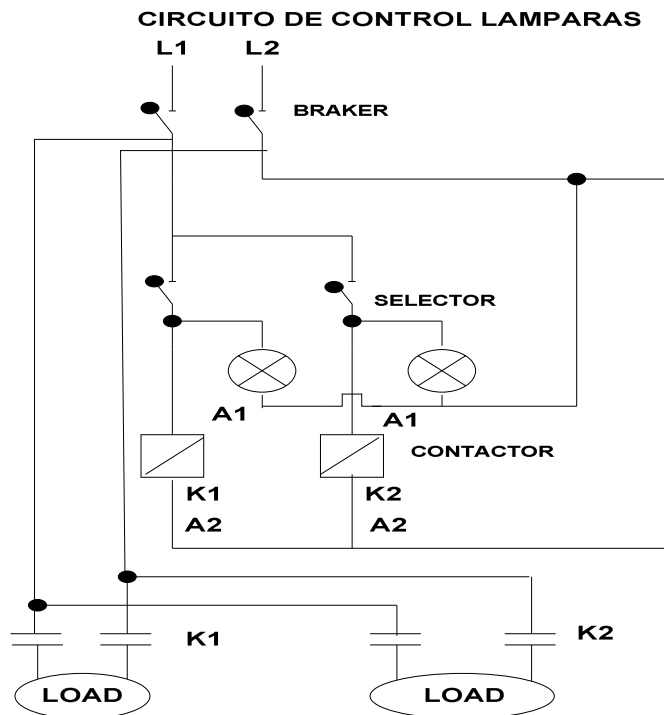 CIRCUITO DE CONTROL LAMPARAS
L1 L2
BRAKER
SELECTOR
A1 A1
CONTACTOR
K1 K2
A2 A2
K1 K2
LOAD LOAD